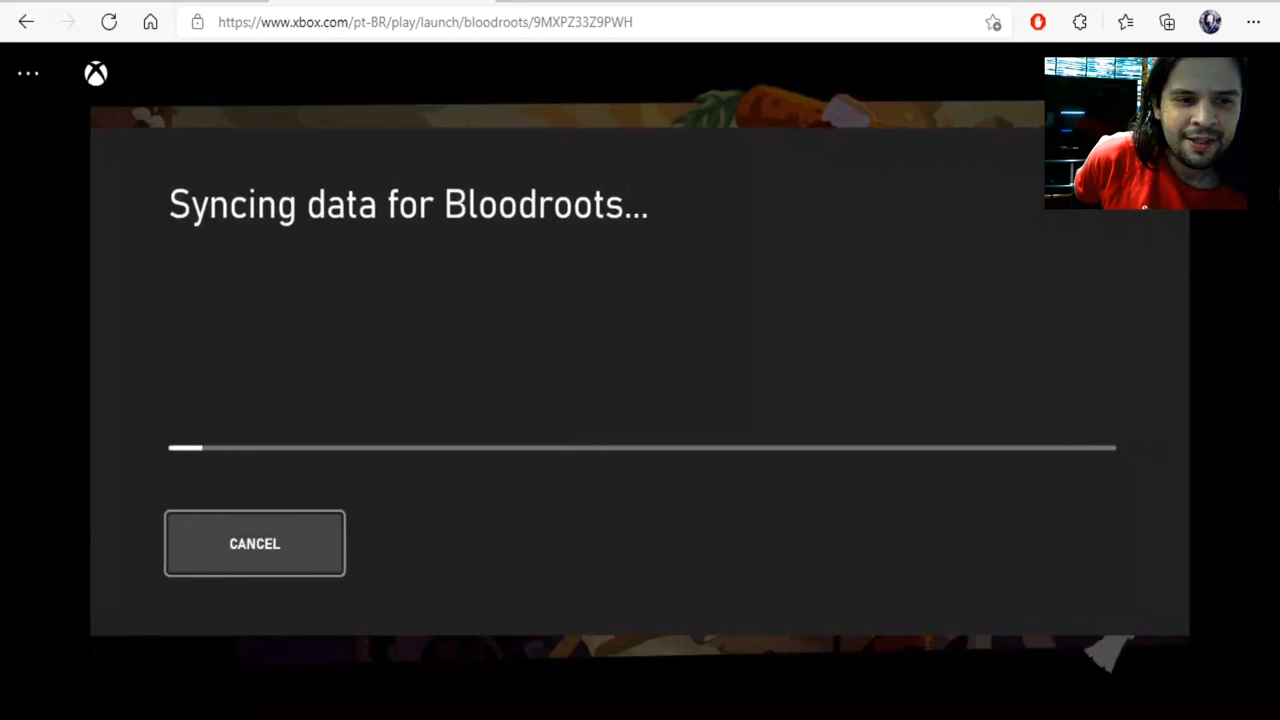 https://www.xbox.com/pt-BR/play/launch/bloodroots/9MXPZ33Z9PWH
Syncing data for Bloodroots...
CANCEL